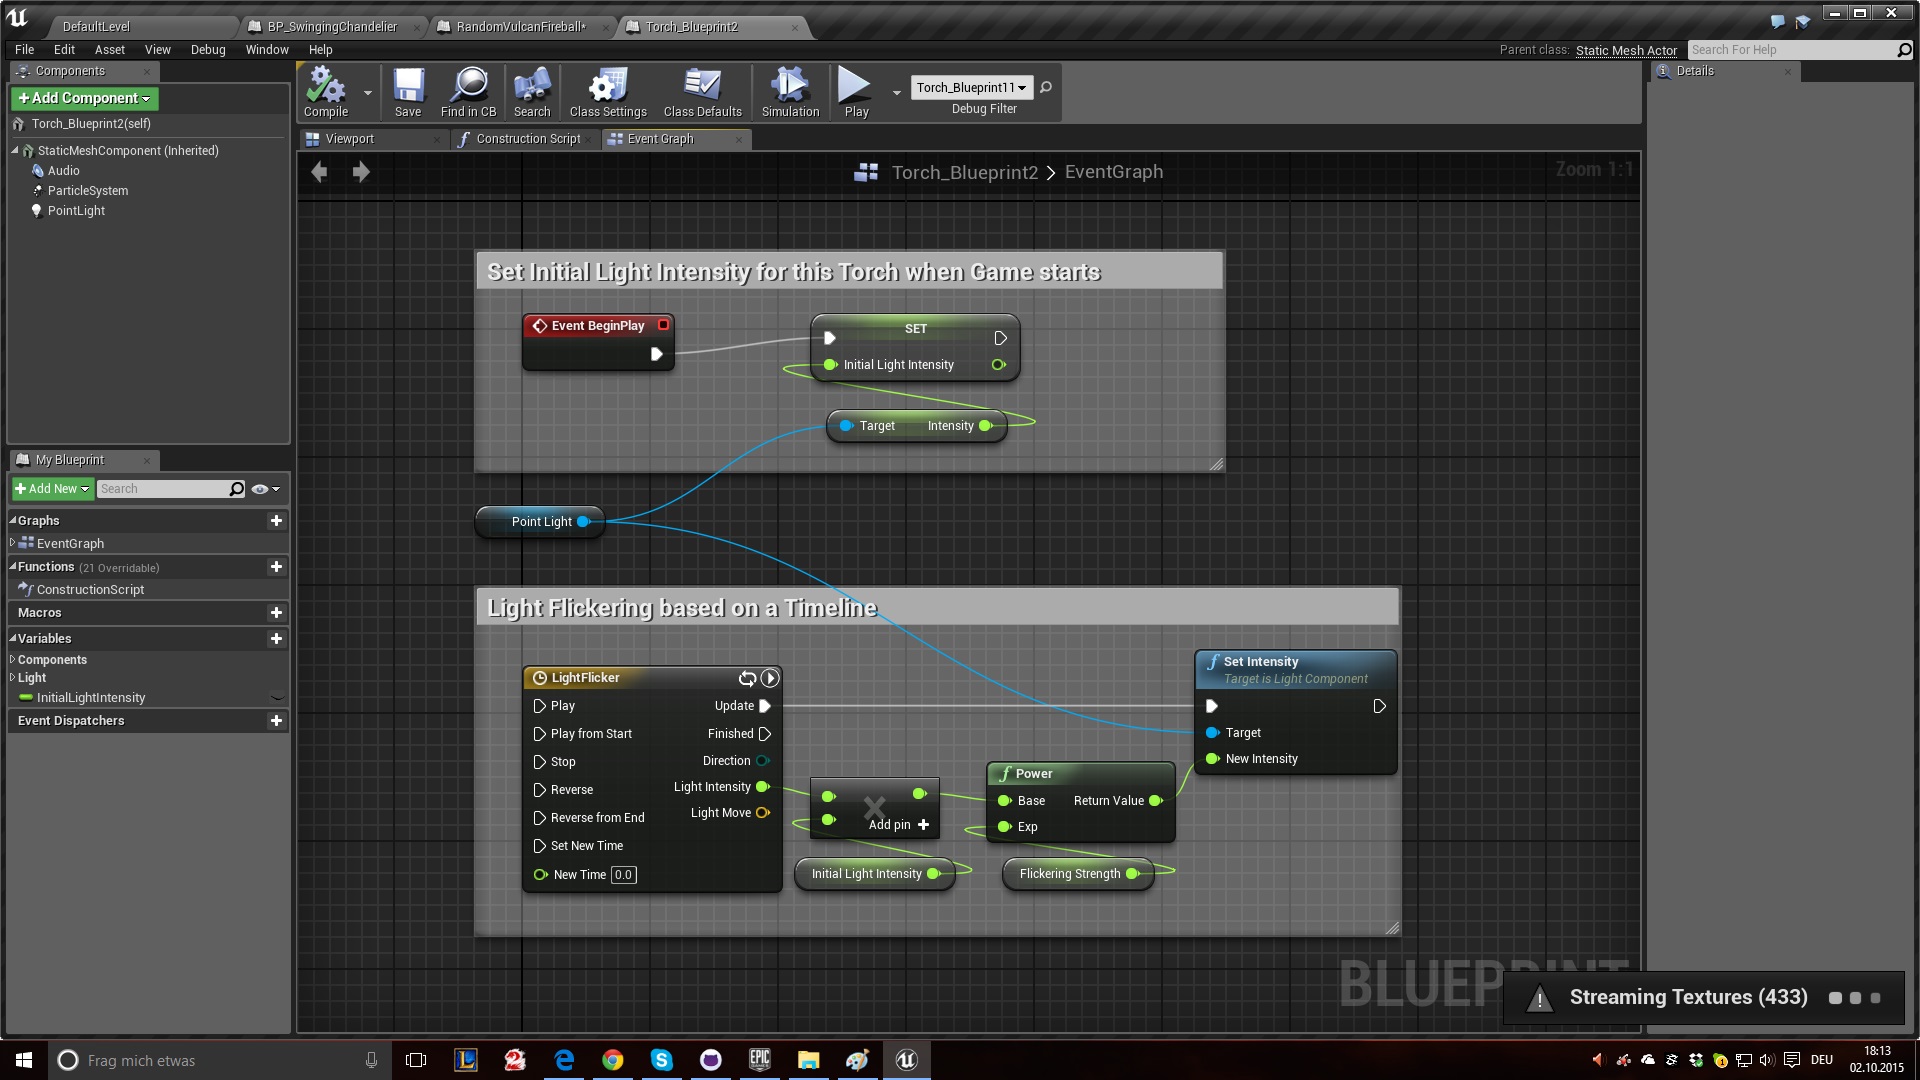 DefaultLevel
BP_SwingingChandelier
RandomVulcanFireball*
Torch_Blueprint2
File Edit Asset View Debug Window Help
Parent class: Static Mesh Actor
Search For Help
Components
Details
+Add Component
Torch_Blueprint2(self)
StaticMeshComponent (Inherited)
Audio
ParticleSystem
PointLight
Compile
Save
Find in CB
Search
Class Settings
Class Defaults
Simulation
Play
Torch_Blueprint11
Debug Filter
Viewport
Construction Script
Event Graph
Torch_Blueprint2 > EventGraph
Zoom 1:1
My Blueprint
+Add New
Search
Graphs
EventGraph
Functions (21 Overridable)
ConstructionScript
Macros
Variables
Components
Light
InitialLightIntensity
Event Dispatchers
Set Initial Light Intensity for this Torch when Game starts
Event BeginPlay
SET
Initial Light Intensity
Target Intensity
Point Light
Light Flickering based on a Timeline
LightFlicker
Play Update
Play from Start Finished
Stop Direction
Reverse Light Intensity
Reverse from End Light Move
Set New Time
New Time 0.0
Add pin +
Initial Light Intensity
Power
Base Return Value
Exp
Flickering Strength
Set Intensity
Target is Light Component
Target
New Intensity
BLUEPRINT
Streaming Textures (433)
Frag mich etwas
EPIC
GAMES
DEU
18:13
02.10.2015